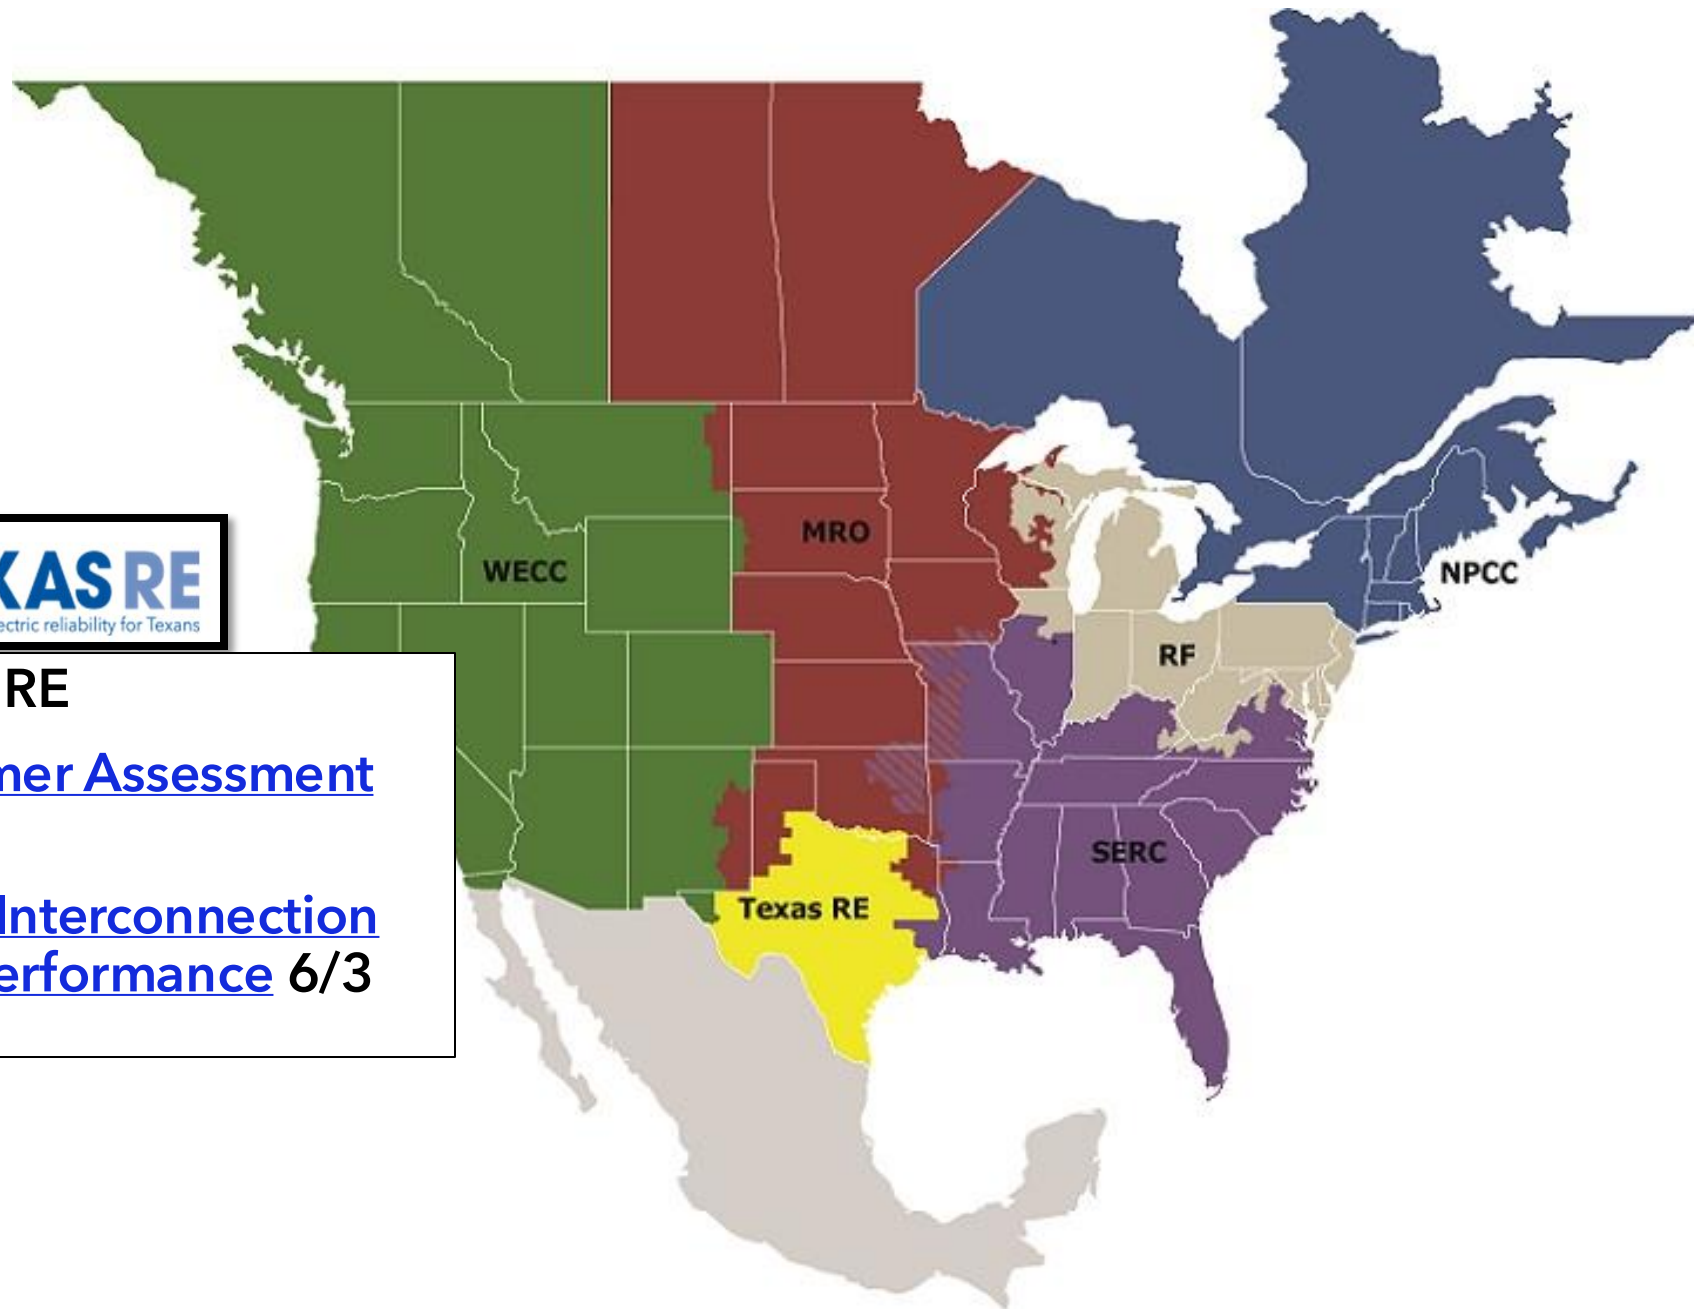 XAS RE
ectric reliability for Texans
RE
mer Assessment
Interconnection
erformance 6/3
WECC
MRO
NPCC
RF
SERC
Texas RE